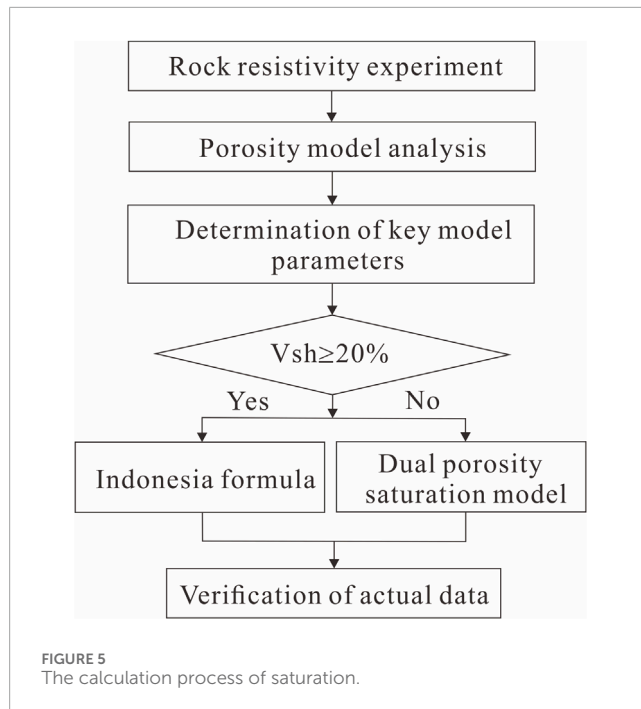 Rock resistivity experiment
Porosity model analysis
Determination of key model
parameters
Vsh≥20%
Yes
No
Indonesia formula
Dual porosity
saturation model
Verification of actual data
FIGURE 5
The calculation process of saturation.